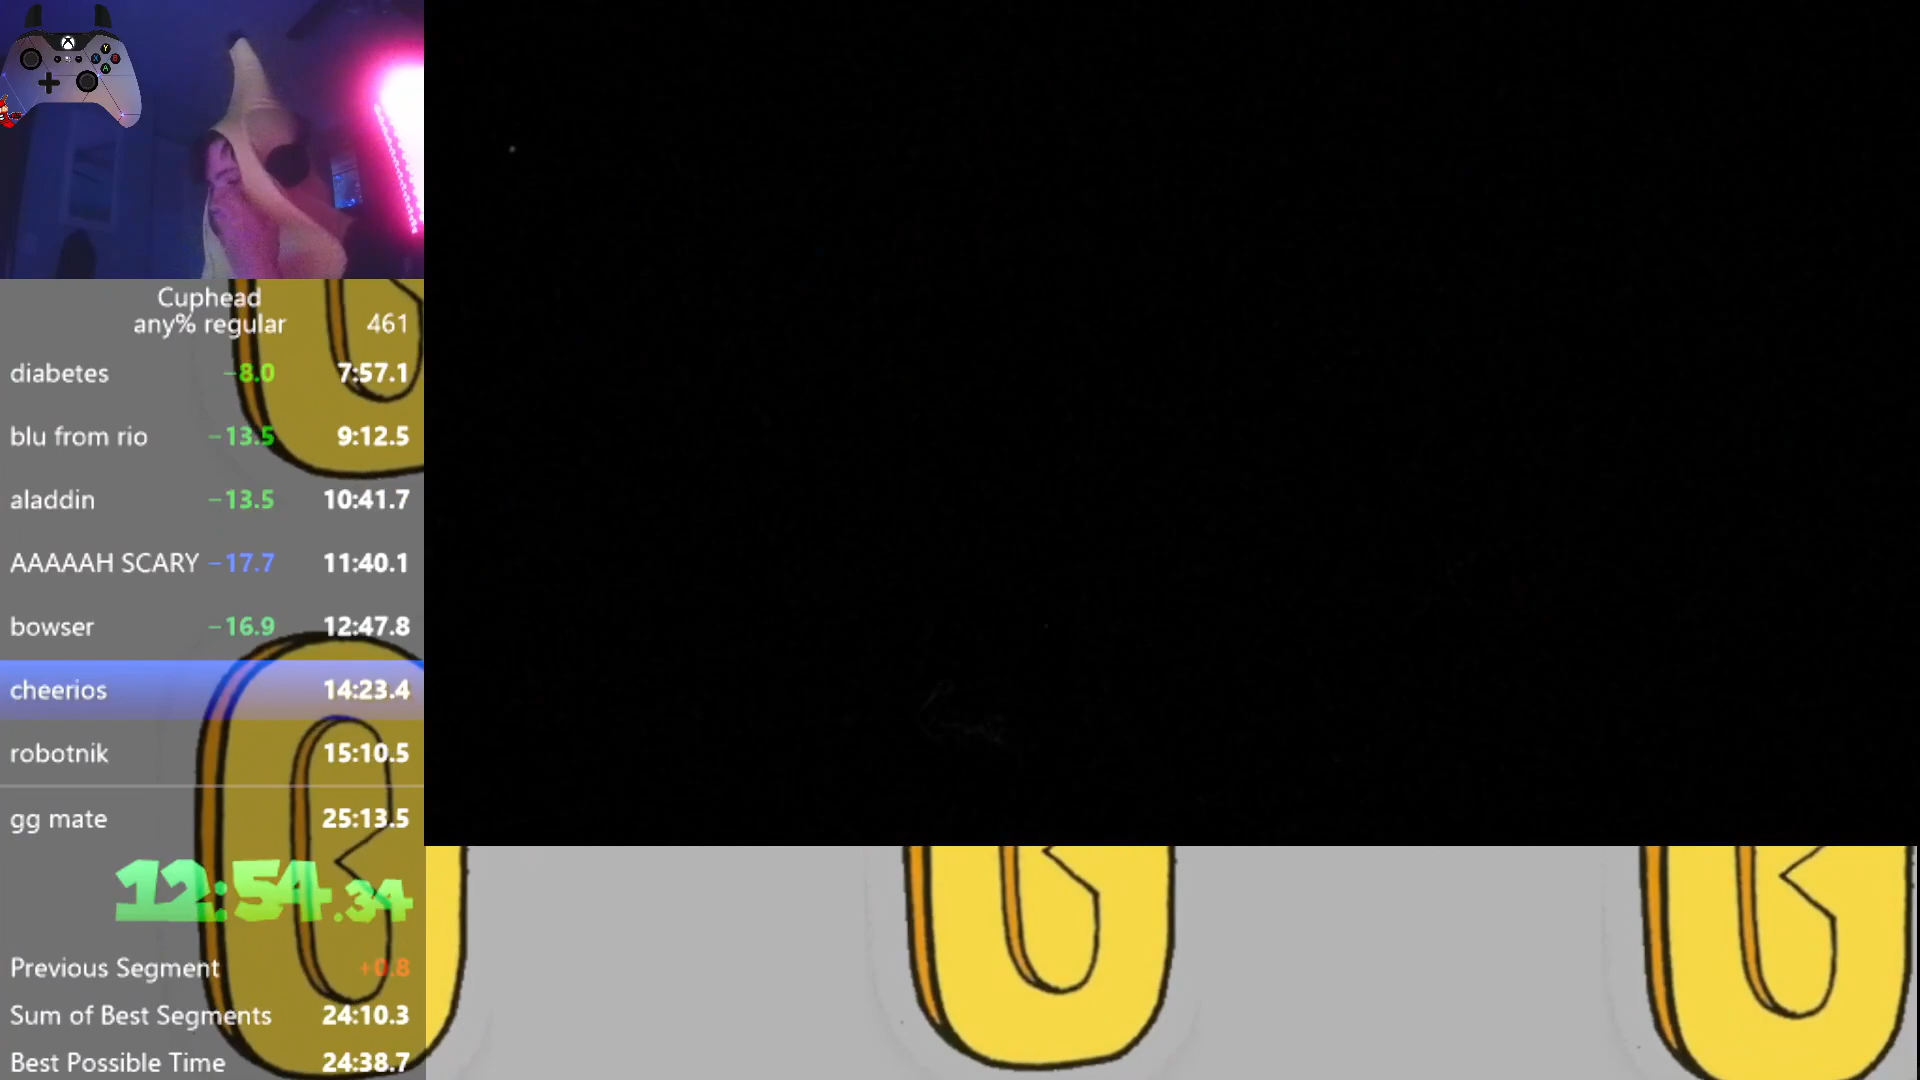 Cuphead
any% regular 461
diabetes −8.0 7:57.1
blu from rio −13.5 9:12.5
aladdin −13.5 10:41.7
AAAAAH SCARY −17.7 11:40.1
bowser −16.9 12:47.8
cheerios 14:23.4
robotnik 15:10.5
gg mate 25:13.5
12:54.34
Previous Segment +0.8
Sum of Best Segments 24:10.3
Best Possible Time 24:38.7